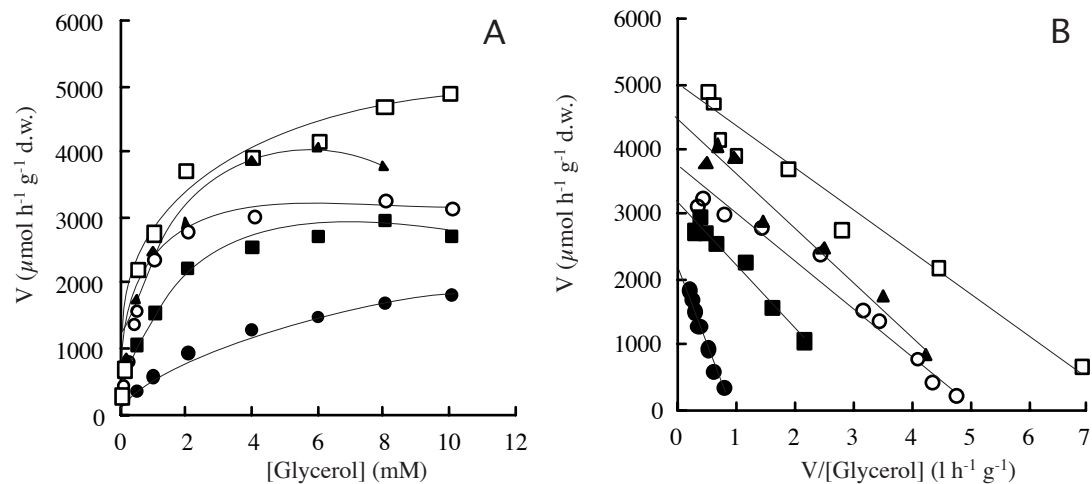 A
V (µmol h⁻¹ g⁻¹ d.w.)
6000
5000
4000
3000
2000
1000
0
0 2 4 6 8 10 12
[Glycerol] (mM)
B
V (µmol h⁻¹ g⁻¹ d.w.)
6000
5000
4000
3000
2000
1000
0
0 1 2 3 4 5 6 7
V/[Glycerol] (l h⁻¹ g⁻¹)